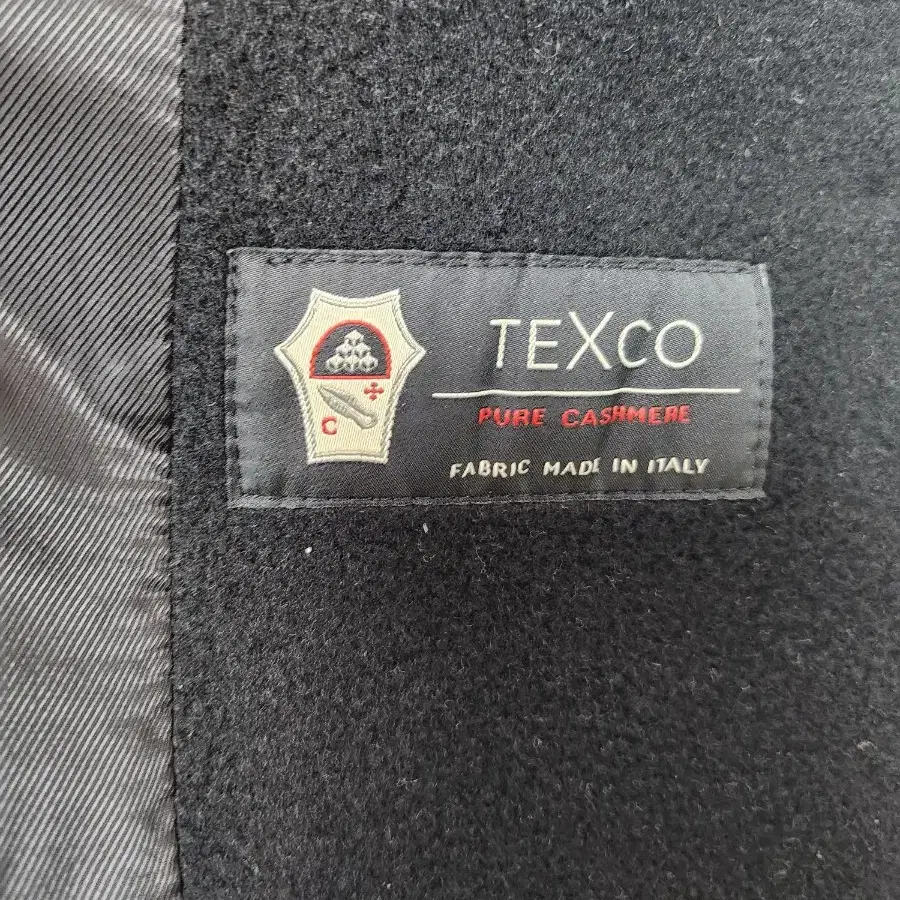 TEXCO
PURE CASHMERE
C
FABRIC MADE IN ITALY